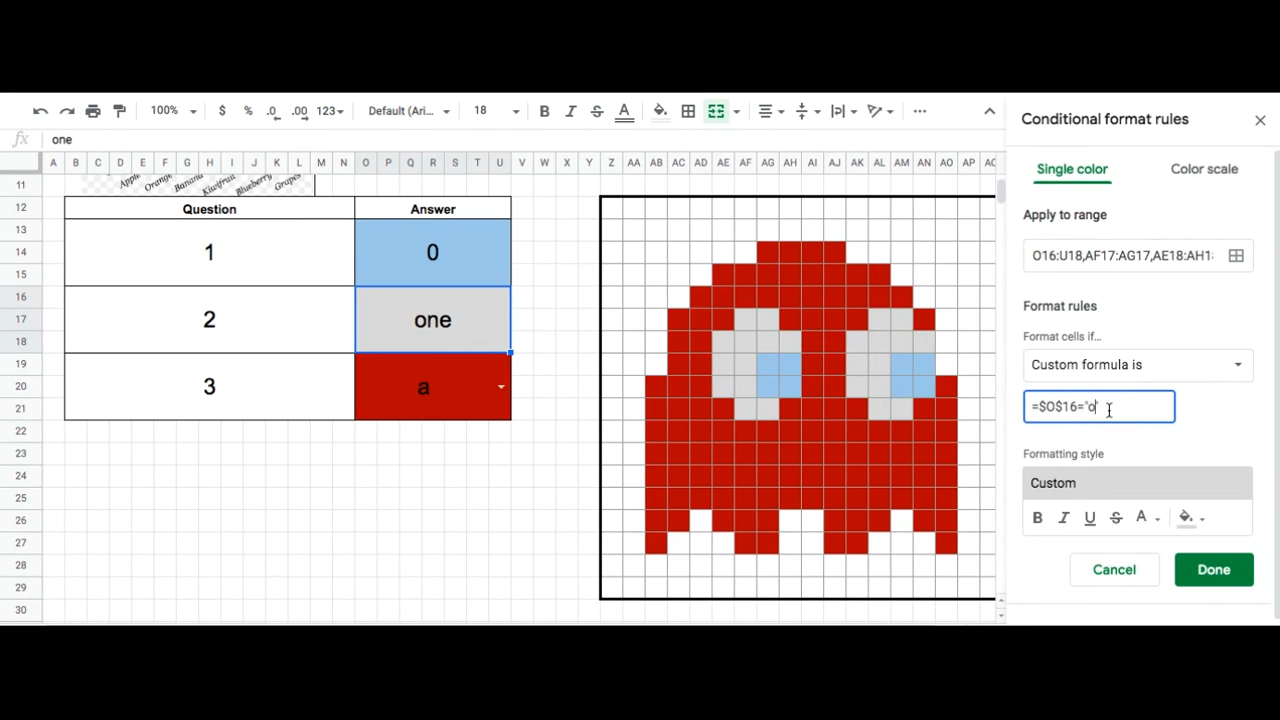 100% $ % .0 .00 123 Default (Ari... 18 B I S A ...
fx one
A B C D E F G H I J K L M N O P Q R S T U V W X Y Z AA AB AC AD AE AF AG AH AI AJ AK AL AM AN AO AP
11 Apple Orange Banana Kiwifruit Blueberry Grapes
12 Question Answer
13
14 1 0
15
16
17 2 one
18
19
20 3 a
21
22
23
24
25
26
27
28
29
30
Conditional format rules
Single color Color scale
Apply to range
O16:U18,AF17:AG17,AE18:AH1
Format rules
Format cells if…
Custom formula is
=$O$16="o"
Formatting style
Custom
B I U S A
Cancel Done